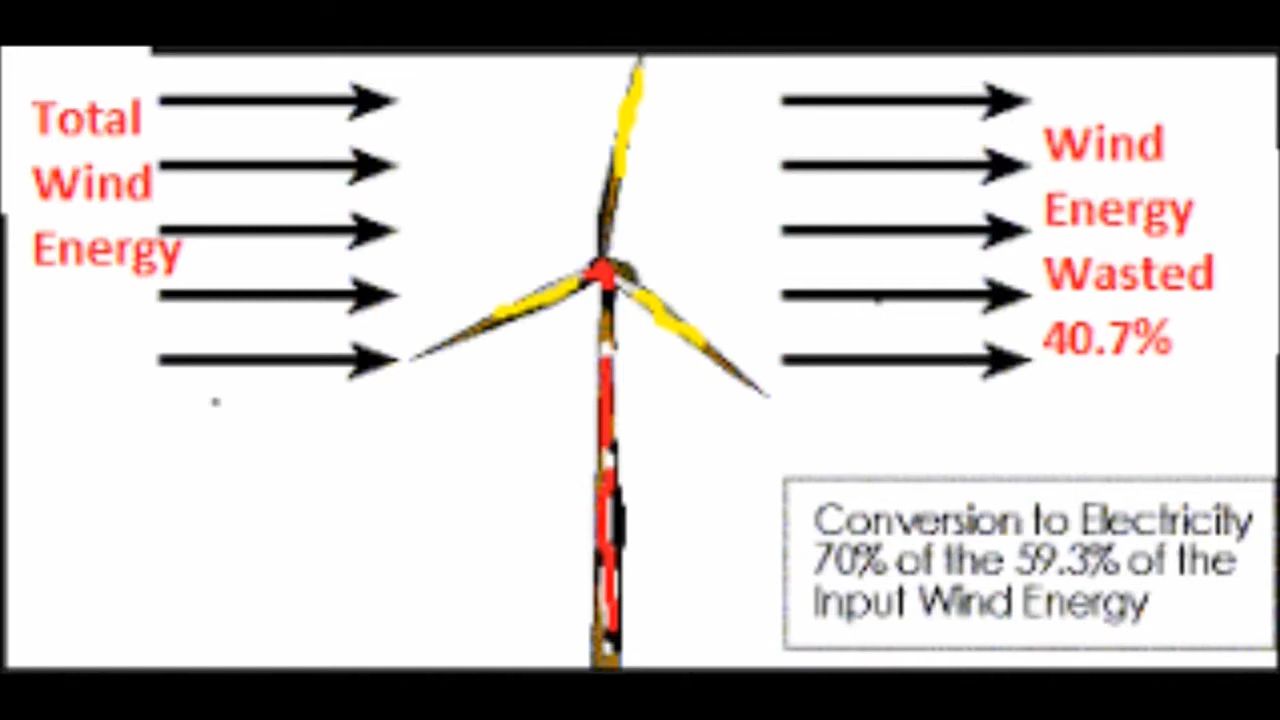 Total
Wind
Energy
Wind
Energy
Wasted
40.7%
Conversion to Electricity
70% of the 59.3% of the
Input Wind Energy